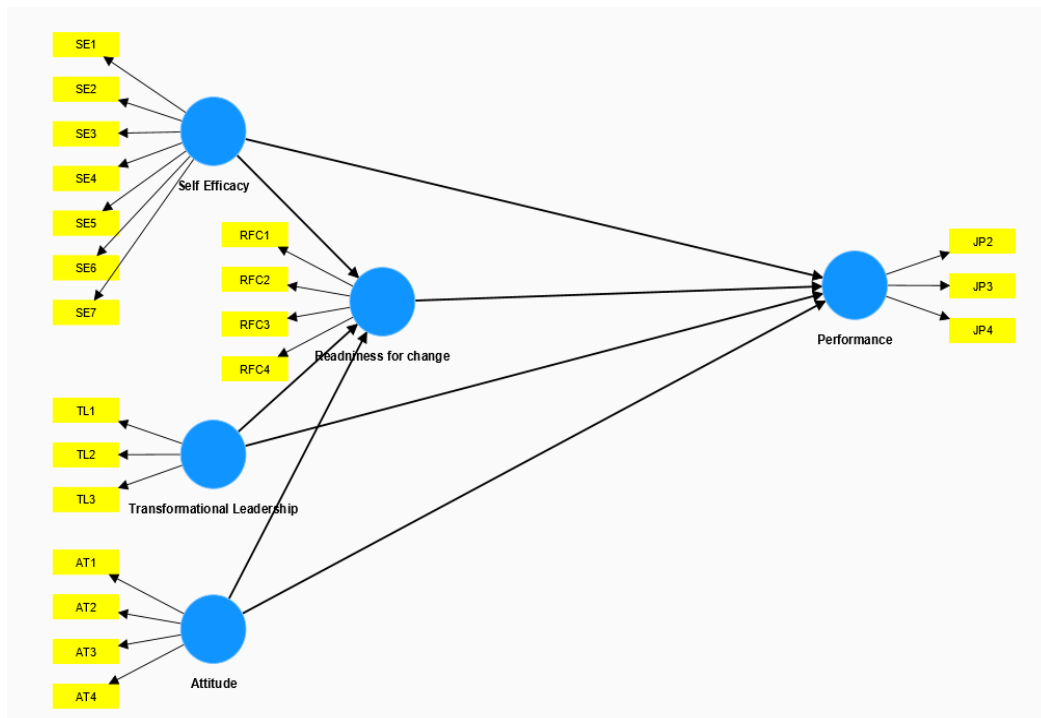 SE1
SE2
SE3
SE4
SE5
SE6
SE7
Self Efficacy
RFC1
RFC2
RFC3
RFC4
Readniness for change
JP2
JP3
JP4
Performance
TL1
TL2
TL3
Transformational Leadership
AT1
AT2
AT3
AT4
Attitude